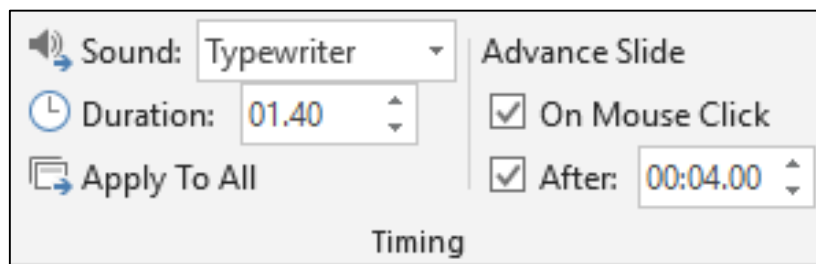 Sound: Typewriter
Duration: 01.40
Apply To All
Advance Slide
On Mouse Click
After: 00:04.00
Timing